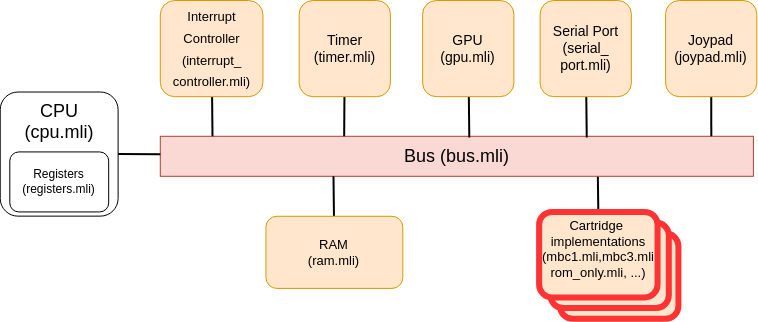 Interrupt
Controller
(interrupt_
controller.mli)
Timer
(timer.mli)
GPU
(gpu.mli)
Serial Port
(serial_
port.mli)
Joypad
(joypad.mli)
CPU
(cpu.mli)
Registers
(registers.mli)
Bus (bus.mli)
RAM
(ram.mli)
Cartridge
implementations
(mbc1.mli,mbc3.mli
rom_only.mli, ...)